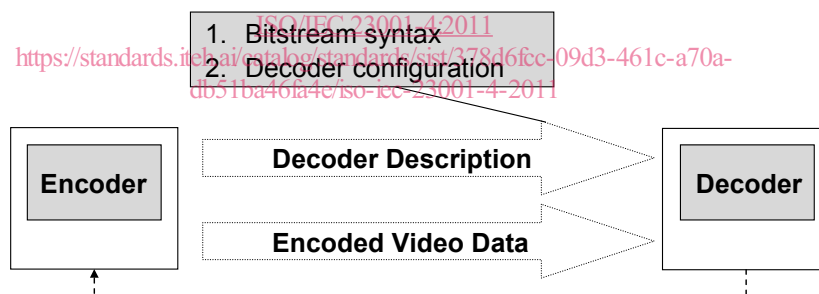 ISO/IEC 23001-4:2011
1. Bitstream syntax
https://standards.iteh.ai/catalog/standards/sist/378d6fcc-09d3-461c-a70a-
2. Decoder configuration
db51ba46fa4e/iso-iec-23001-4-2011
Decoder Description
Encoder
Decoder
Encoded Video Data